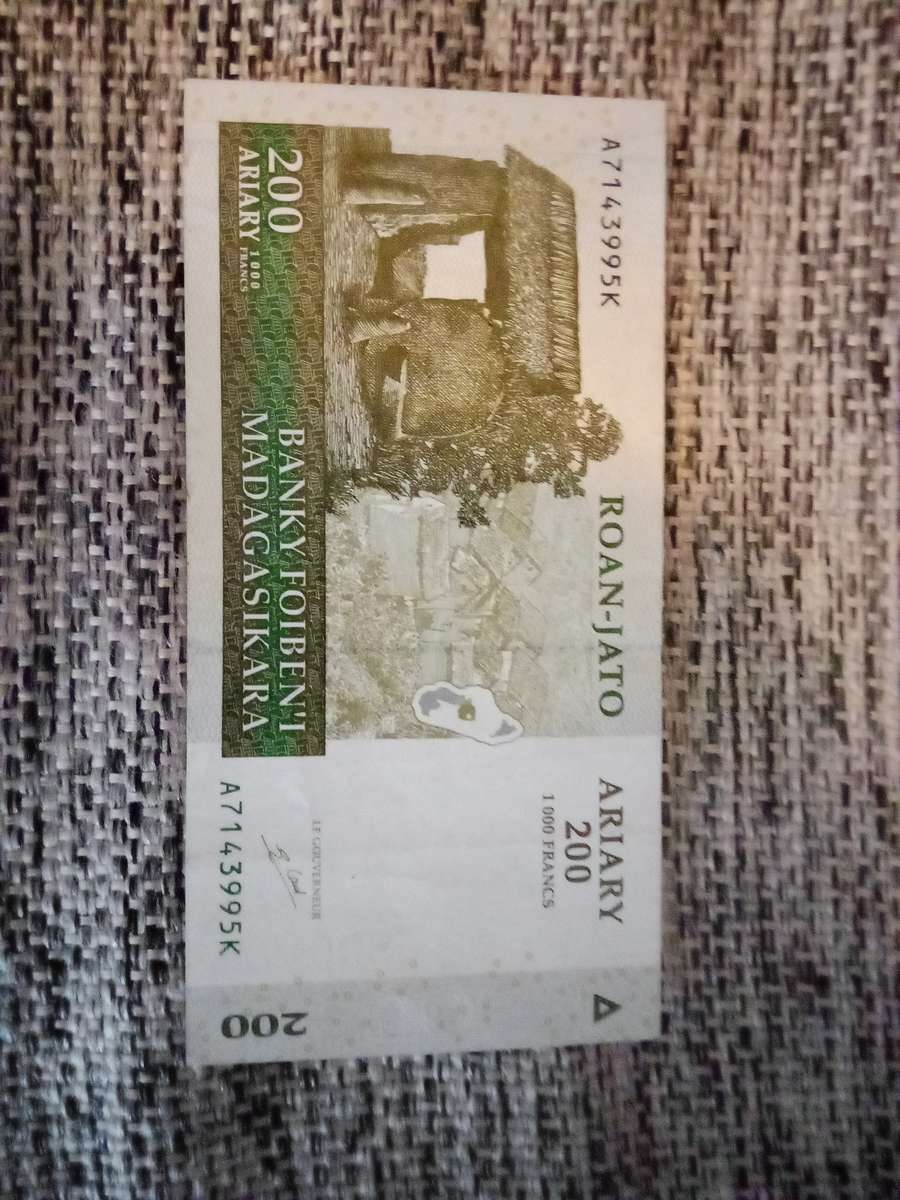 A7143995K
ROAN-JATO
ARIARY
200
1 000 FRANCS
LE GOUVERNEUR
200
ARIARY 1000
FRANCS
BANKY FOIBEN'I
MADAGASIKARA
A7143995K
200